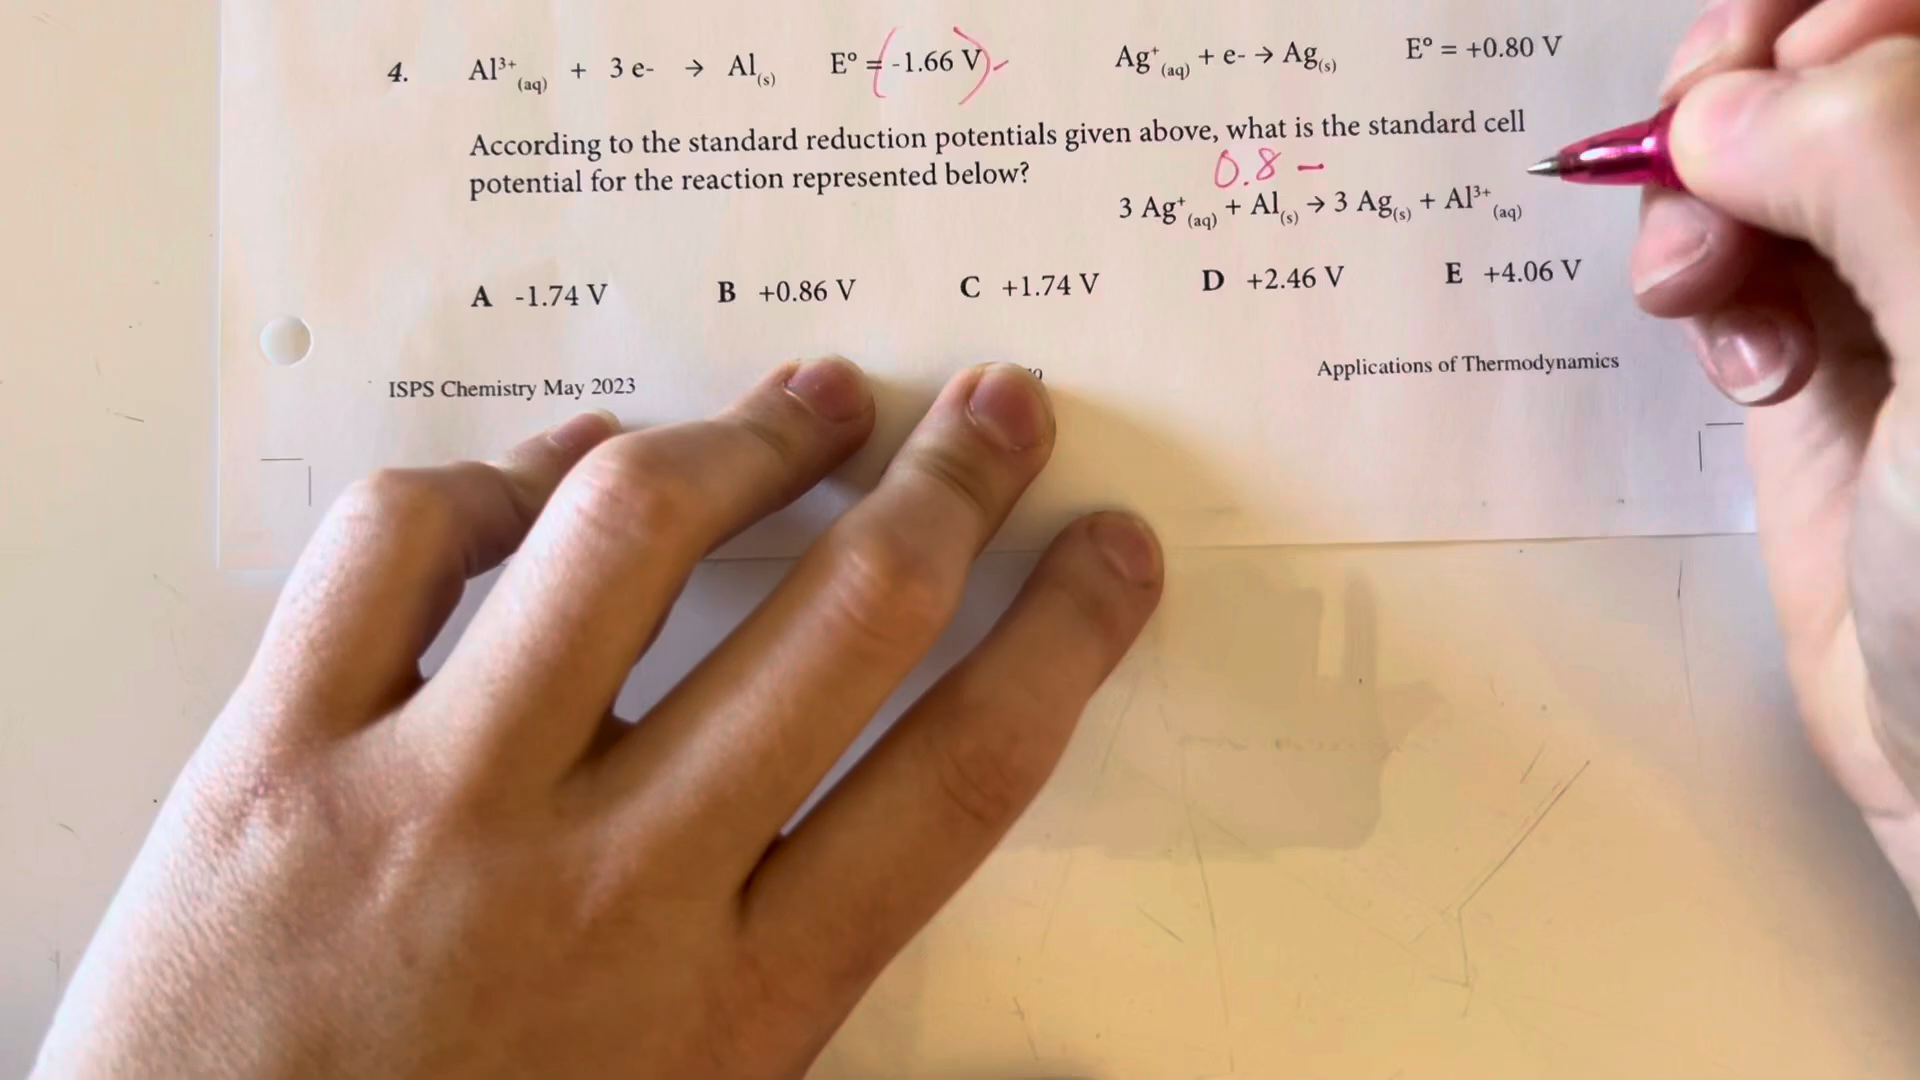 4. Al³⁺(aq) + 3 e- → Al(s) E° = (-1.66 V)- Ag⁺(aq) + e- → Ag(s) E° = +0.80 V
According to the standard reduction potentials given above, what is the standard cell
potential for the reaction represented below?
0.8 -
3 Ag⁺(aq) + Al(s) → 3 Ag(s) + Al³⁺(aq)
A -1.74 V B +0.86 V C +1.74 V D +2.46 V E +4.06 V
ISPS Chemistry May 2023 Applications of Thermodynamics